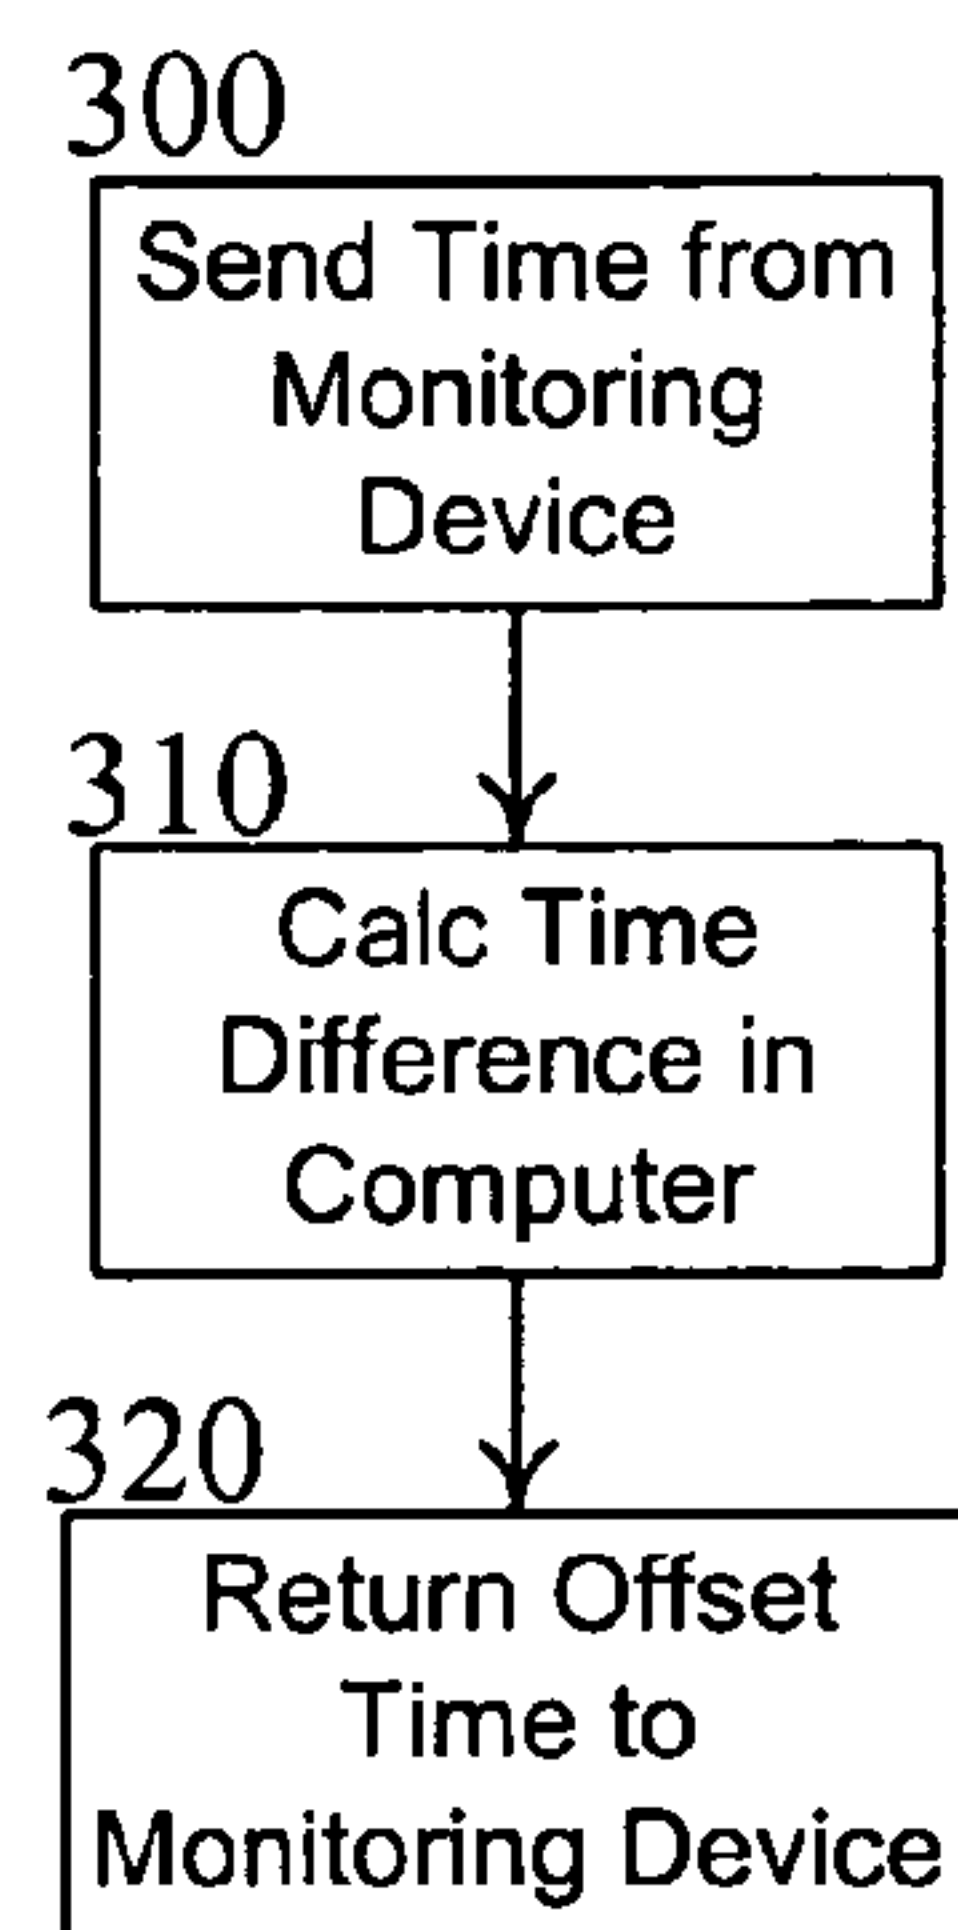 300
Send Time from
Monitoring
Device
310
Calc Time
Difference in
Computer
320
Return Offset
Time to
Monitoring Device